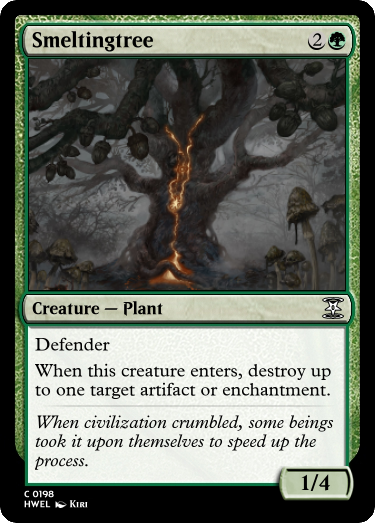 Smeltingtree 2
Creature — Plant
Defender
When this creature enters, destroy up
to one target artifact or enchantment.
When civilization crumbled, some beings
took it upon themselves to speed up the
process.
1/4
C 0198
HWEL Kiri